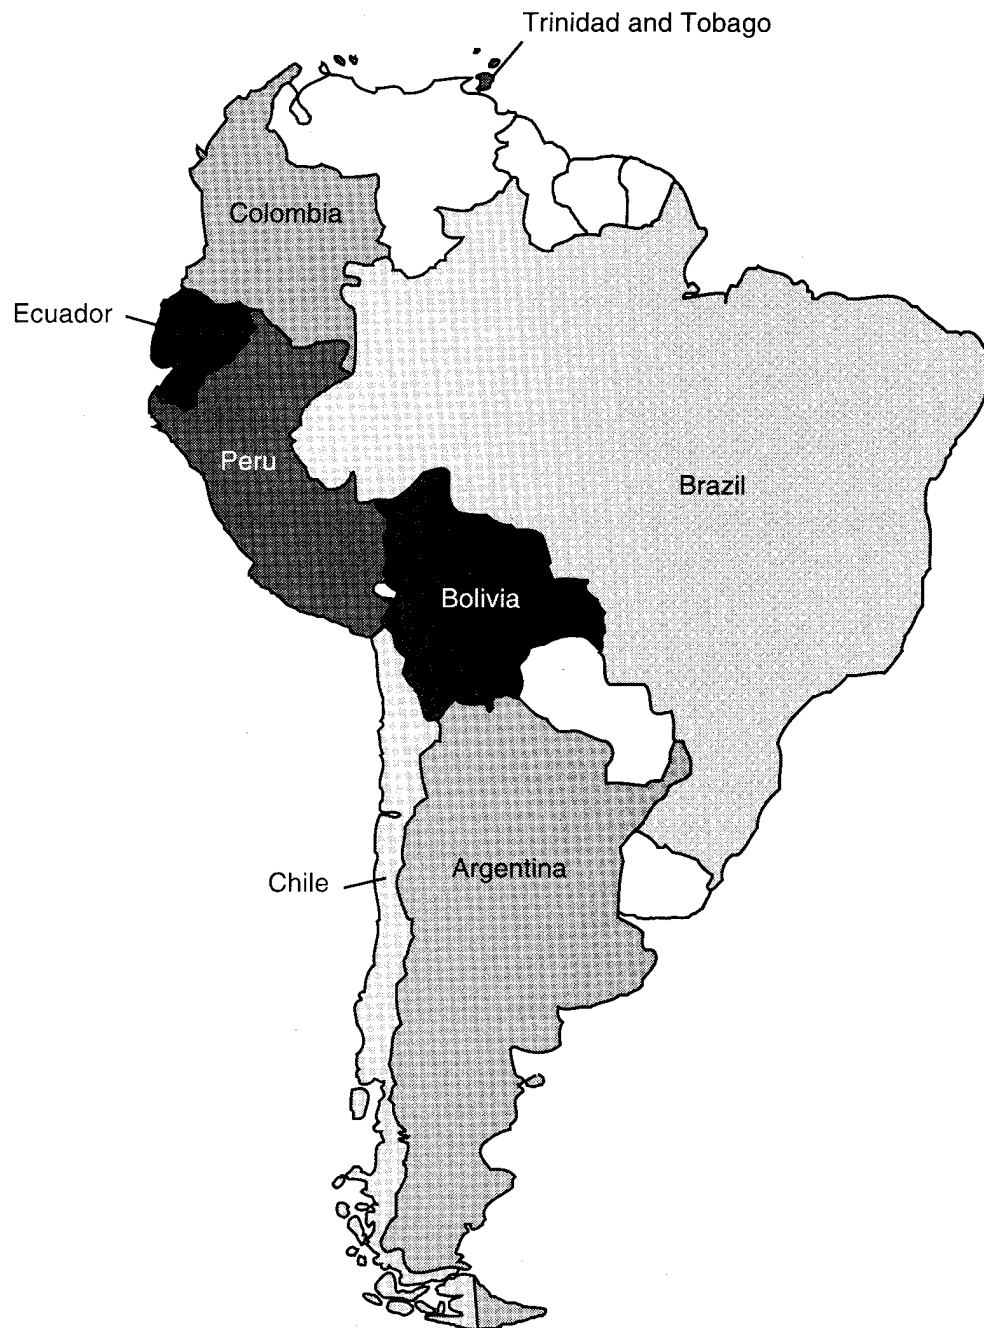 Trinidad and Tobago
Colombia
Ecuador
Peru
Brazil
Bolivia
Chile
Argentina